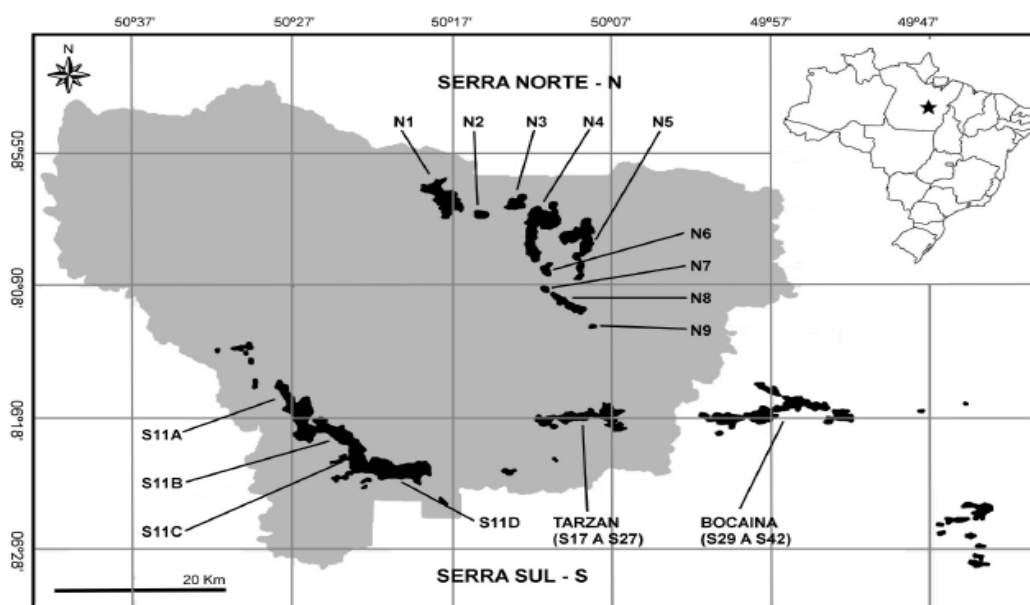 50°37'
50°27'
50°17'
50°07'
49°57'
49°47'
N
SERRA NORTE - N
N1
N2
N3
N4
N5
05°58'
N6
N7
06°08'
N8
N9
06°18'
S11A
S11B
S11C
S11D
TARZAN
(S17 A S27)
BOCAINA
(S29 A S42)
06°28'
20 Km
SERRA SUL - S